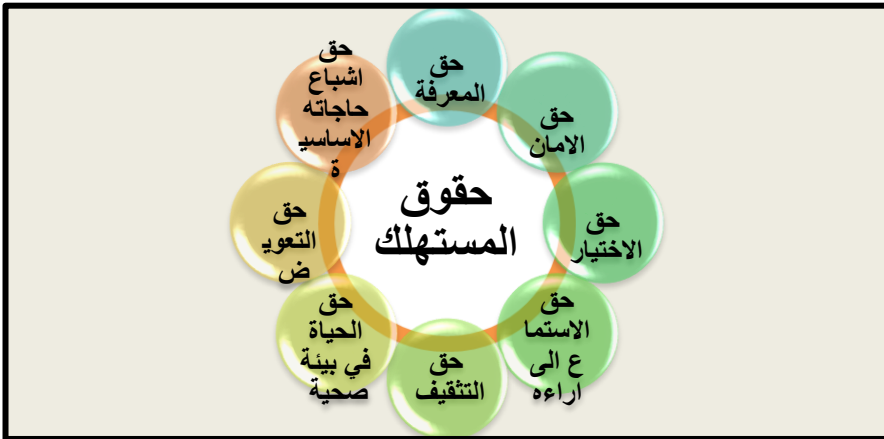 حقوق
المستهلك
حق
المعرفة
حق
الامان
حق
الاختيار
حق
الاستما
ع الى
اراءه
حق
التثقيف
حق
الحياة
في بيئة
صحية
حق
التعوي
ض
حق
اشباع
حاجاته
الاساسي
ة